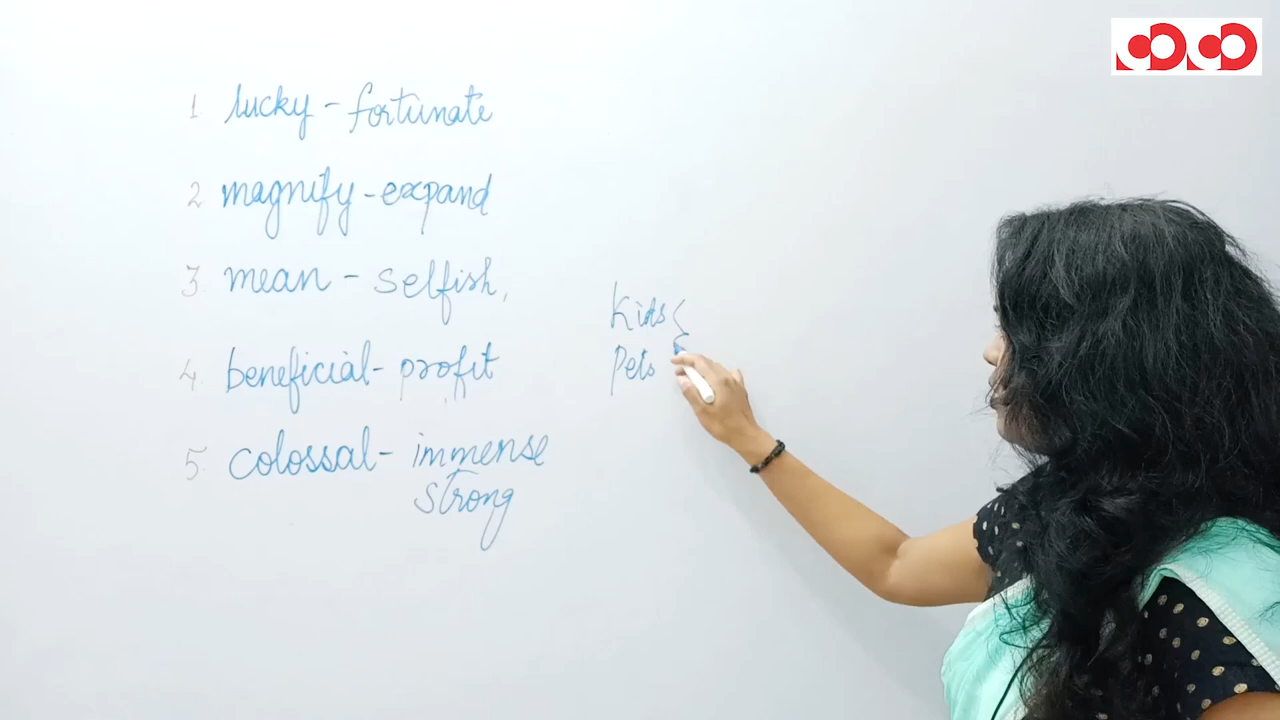 1 lucky - fortunate
2 magnify - expand
3 mean - selfish,
4. beneficial - profit
5. colossal - immense
strong
Kids <
Pets